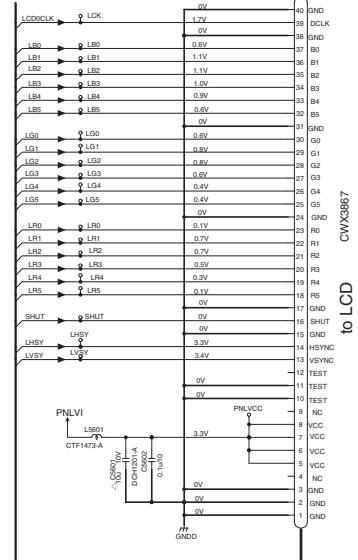 0V 40 GND
LCD0CLK LCK 1.7V 39 DCLK
0V 38 GND
LB0 LB0 0.6V 37 B0
LB1 LB1 1.1V 36 B1
LB2 LB2 1.1V 35 B2
LB3 LB3 1.0V 34 B3
LB4 LB4 0.9V 33 B4
LB5 LB5 0.6V 32 B5
0V 31 GND
LG0 LG0 0.6V 30 G0
LG1 LG1 0.8V 29 G1
LG2 LG2 0.8V 28 G2
LG3 LG3 0.6V 27 G3
LG4 LG4 0.4V 26 G4
LG5 LG5 0.4V 25 G5
0V 24 GND
LR0 LR0 0.1V 23 R0
LR1 LR1 0.7V 22 R1
LR2 LR2 0.7V 21 R2
LR3 LR3 0.5V 20 R3
LR4 LR4 0.3V 19 R4
LR5 LR5 0.1V 18 R5
0V 17 GND
SHUT SHUT 0V 16 SHUT
0V 15 GND
LHSY LHSY 3.3V 14 HSYNC
LVSY LVSY 3.4V 13 VSYNC
12 TEST
0V 11 TEST
0V 10 TEST
PNLVI PNLVCC 9 NC
8 VCC
L5601 3.3V 7 VCC
CTF1473-A
6 VCC
5 VCC
4 NC
C5601
10u 10V
DCH1201-A
C5602
0.1u/10
0V 3 GND
0V 2 GND
0V 1 GND
GNDD
CWX3867
to LCD